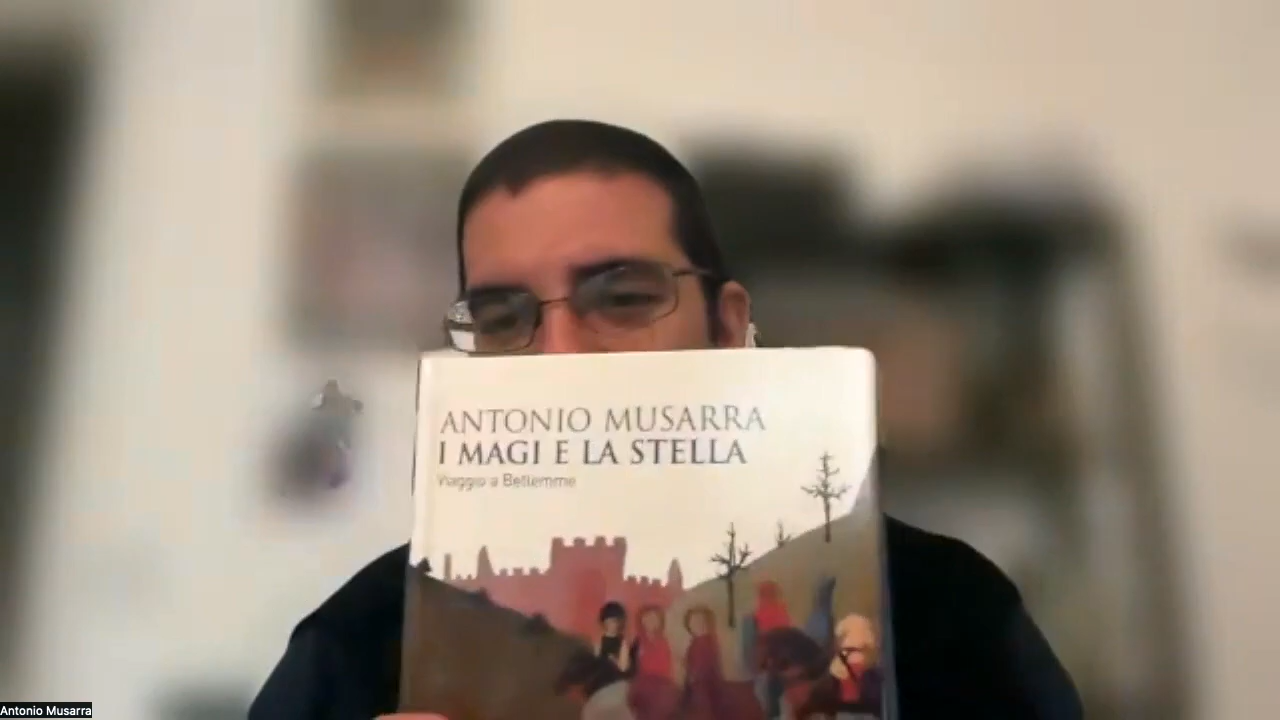 ANTONIO MUSARRA
I MAGI E LA STELLA
Viaggio a Betlemme
Antonio Musarra